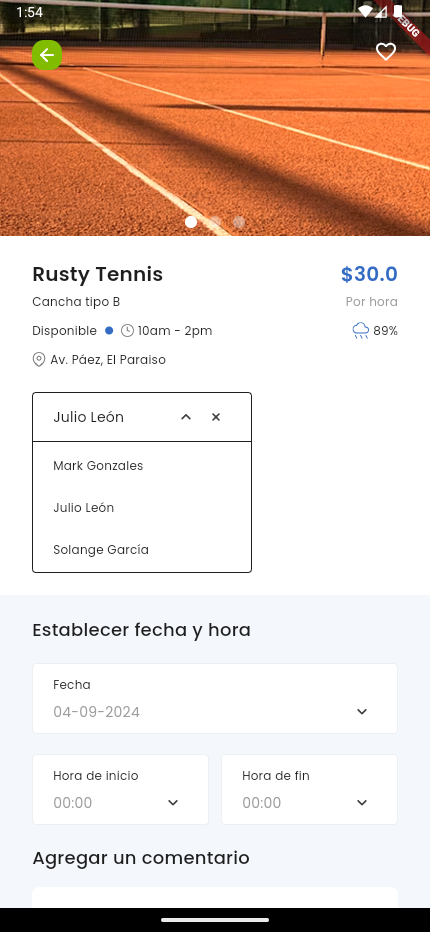 1:54
DEBUG
Rusty Tennis
$30.0
Cancha tipo B
Por hora
Disponible 10am - 2pm
89%
Av. Páez, El Paraiso
Julio León
Mark Gonzales
Julio León
Solange García
Establecer fecha y hora
Fecha
04-09-2024
Hora de inicio
Hora de fin
00:00
00:00
Agregar un comentario